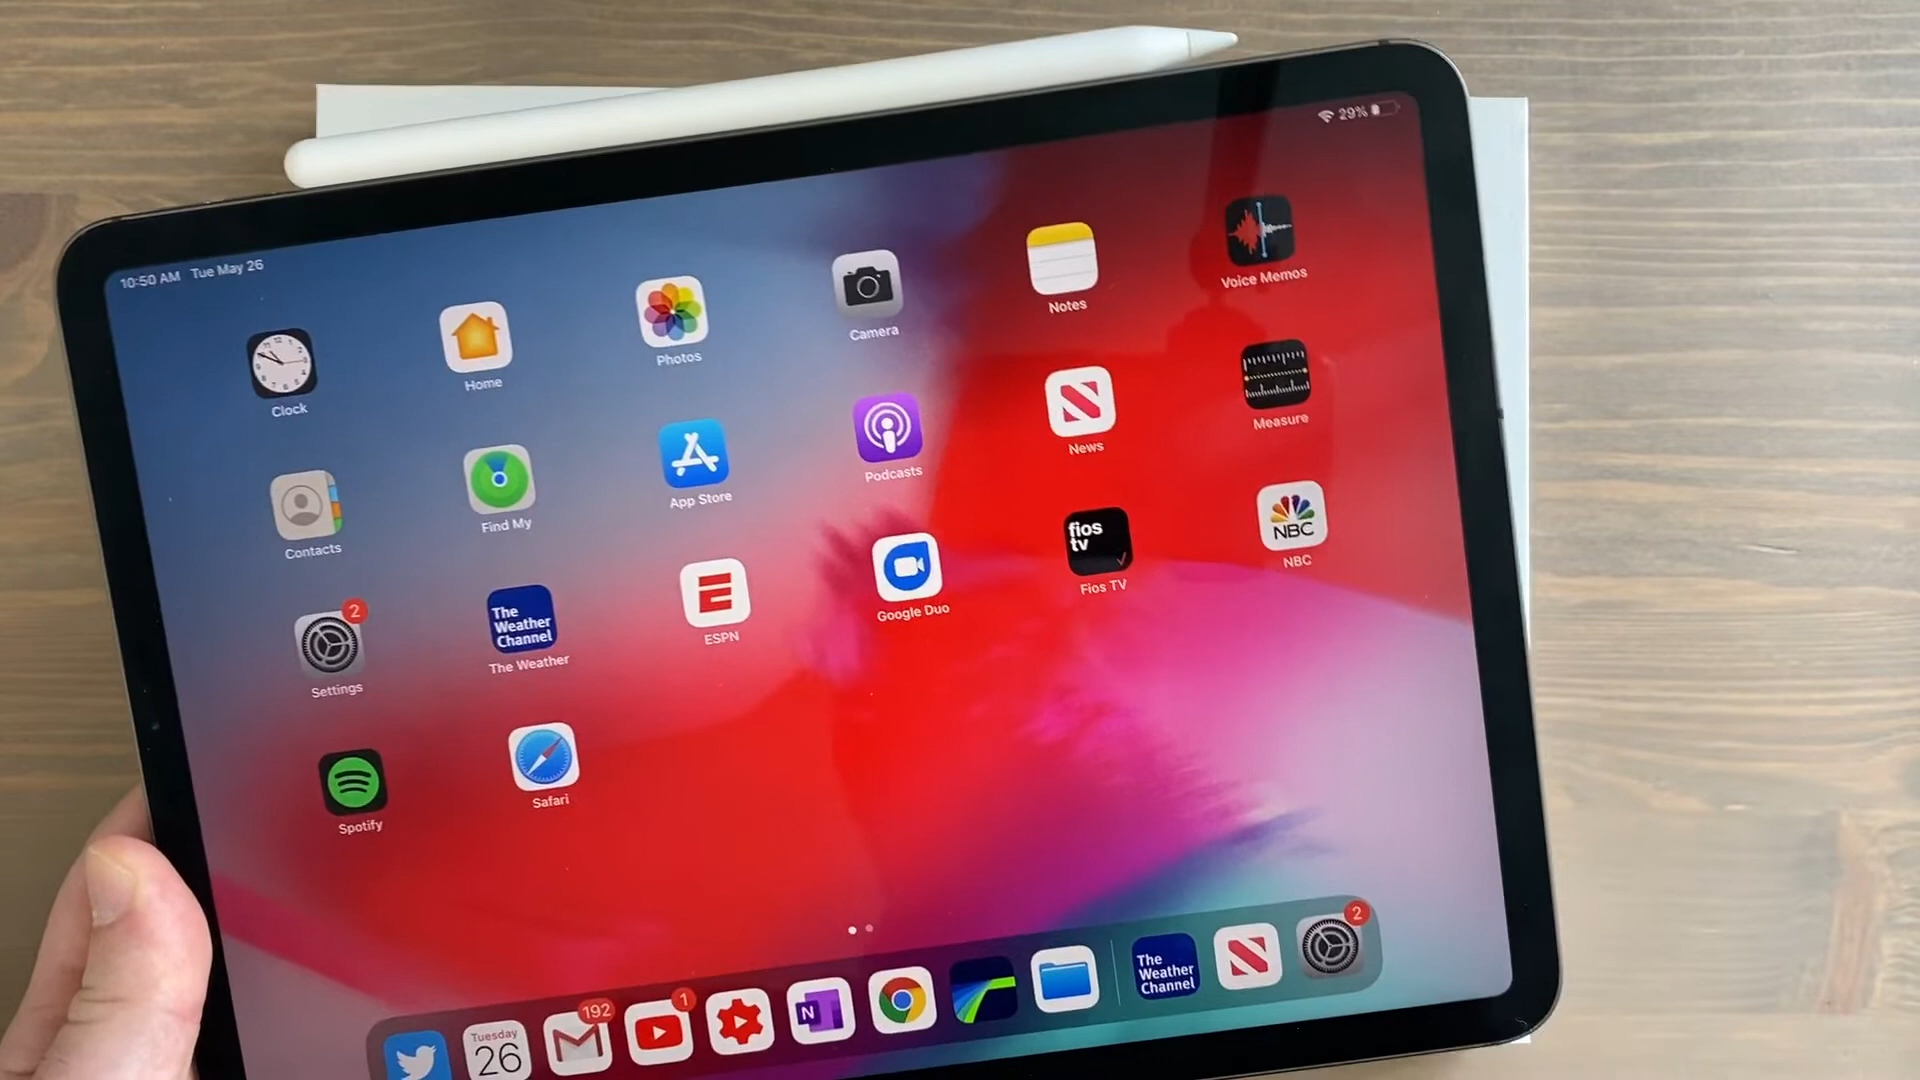 10:50 AM Tue May 26
29%
Clock
Home
Photos
Camera
Notes
Voice Memos
Contacts
Find My
App Store
Podcasts
News
Measure
2
Settings
The
Weather
Channel
The Weather
ESPN
Google Duo
fios
tv
Fios TV
NBC
NBC
Spotify
Safari
Tuesday
26
192
1
N
The
Weather
Channel
2